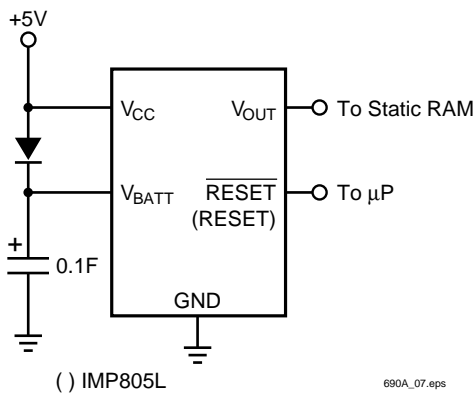 +5V
VCC
VOUT
To Static RAM
VBATT
RESET
(RESET)
To μP
+
0.1F
GND
( ) IMP805L
690A_07.eps